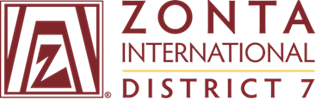 ZONTA
INTERNATIONAL
DISTRICT 7
®